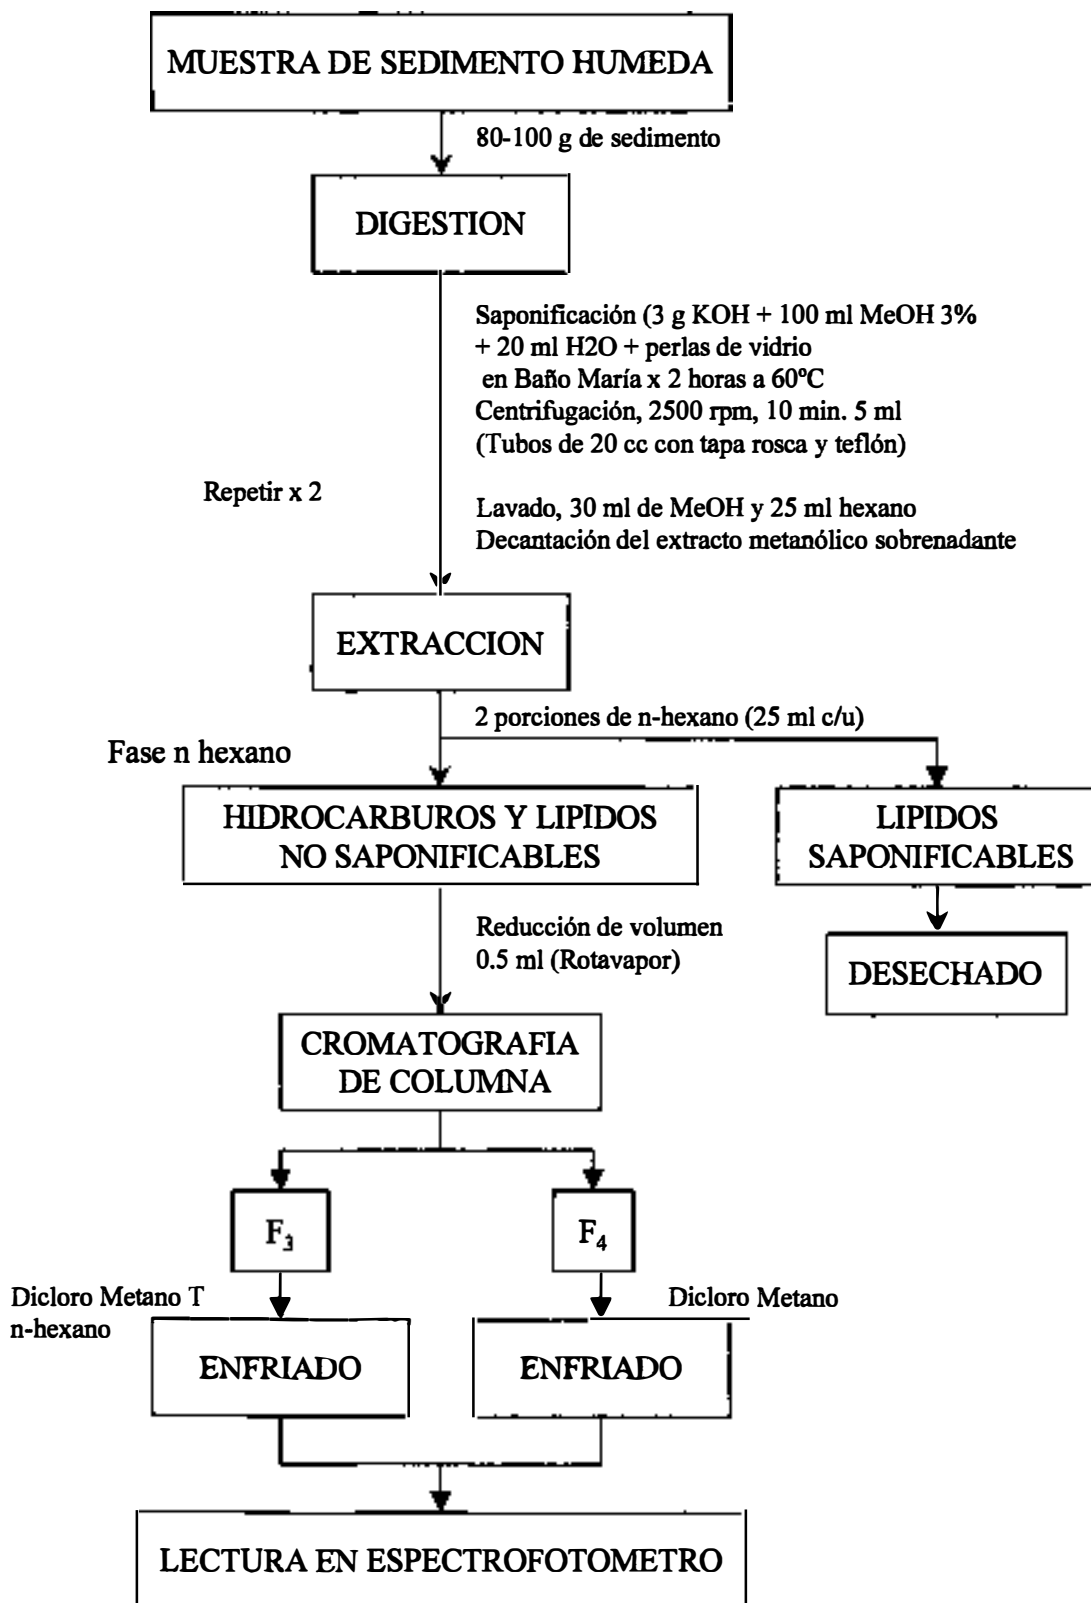 MUESTRA DE SEDIMENTO HUMEDA
80-100 g de sedimento
DIGESTION
Saponificación (3 g KOH + 100 ml MeOH 3%
+ 20 ml H2O + perlas de vidrio
en Baño María x 2 horas a 60ºC
Centrifugación, 2500 rpm, 10 min. 5 ml
(Tubos de 20 cc con tapa rosca y teflón)
Repetir x 2
Lavado, 30 ml de MeOH y 25 ml hexano
Decantación del extracto metanólico sobrenadante
EXTRACCION
2 porciones de n-hexano (25 ml c/u)
Fase n hexano
HIDROCARBUROS Y LIPIDOS
NO SAPONIFICABLES
LIPIDOS
SAPONIFICABLES
Reducción de volumen
0.5 ml (Rotavapor)
DESECHADO
CROMATOGRAFIA
DE COLUMNA
F₃
F₄
Dicloro Metano T
n-hexano
Dicloro Metano
ENFRIADO
ENFRIADO
LECTURA EN ESPECTROFOTOMETRO